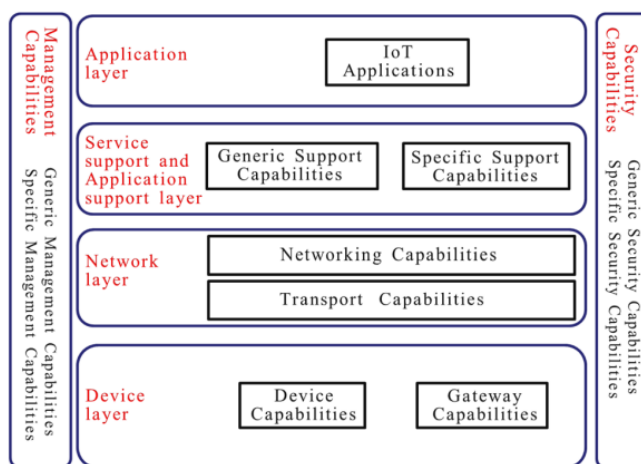 Management
Capabilities
Generic Management Capabilities
Specific Management Capabilities
Application
layer
IoT
Applications
Service
support and
Application
support layer
Generic Support
Capabilities
Specific Support
Capabilities
Network
layer
Networking Capabilities
Transport Capabilities
Device
layer
Device
Capabilities
Gateway
Capabilities
Security
Capabilities
Generic Security Capabilities
Specific Security Capabilities